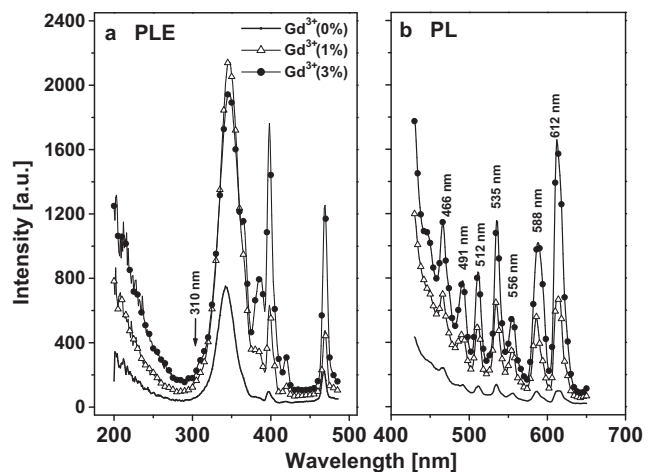 a PLE
Gd³⁺(0%)
Gd³⁺(1%)
Gd³⁺(3%)
310 nm
b PL
466 nm
491 nm
512 nm
535 nm
556 nm
588 nm
612 nm
Intensity [a.u.]
2400
2000
1600
1200
800
400
0
200 300 400 500
400 500 600 700
Wavelength [nm]